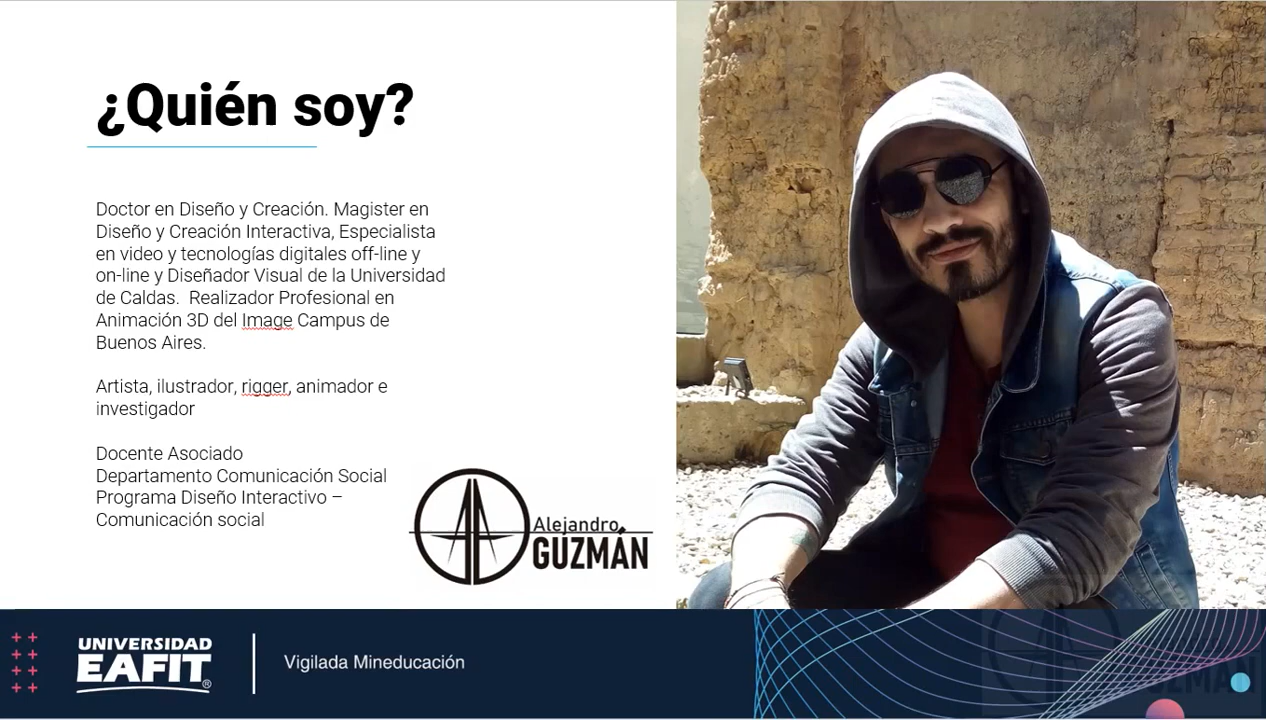 ¿Quién soy?
Doctor en Diseño y Creación. Magister en
Diseño y Creación Interactiva, Especialista
en video y tecnologías digitales off-line y
on-line y Diseñador Visual de la Universidad
de Caldas.  Realizador Profesional en
Animación 3D del Image Campus de
Buenos Aires.
Artista, ilustrador, rigger, animador e
investigador
Docente Asociado
Departamento Comunicación Social
Programa Diseño Interactivo –
Comunicación social
Alejandro
GUZMÁN
UNIVERSIDAD
EAFIT®
Vigilada Mineducación
GUZMÁN